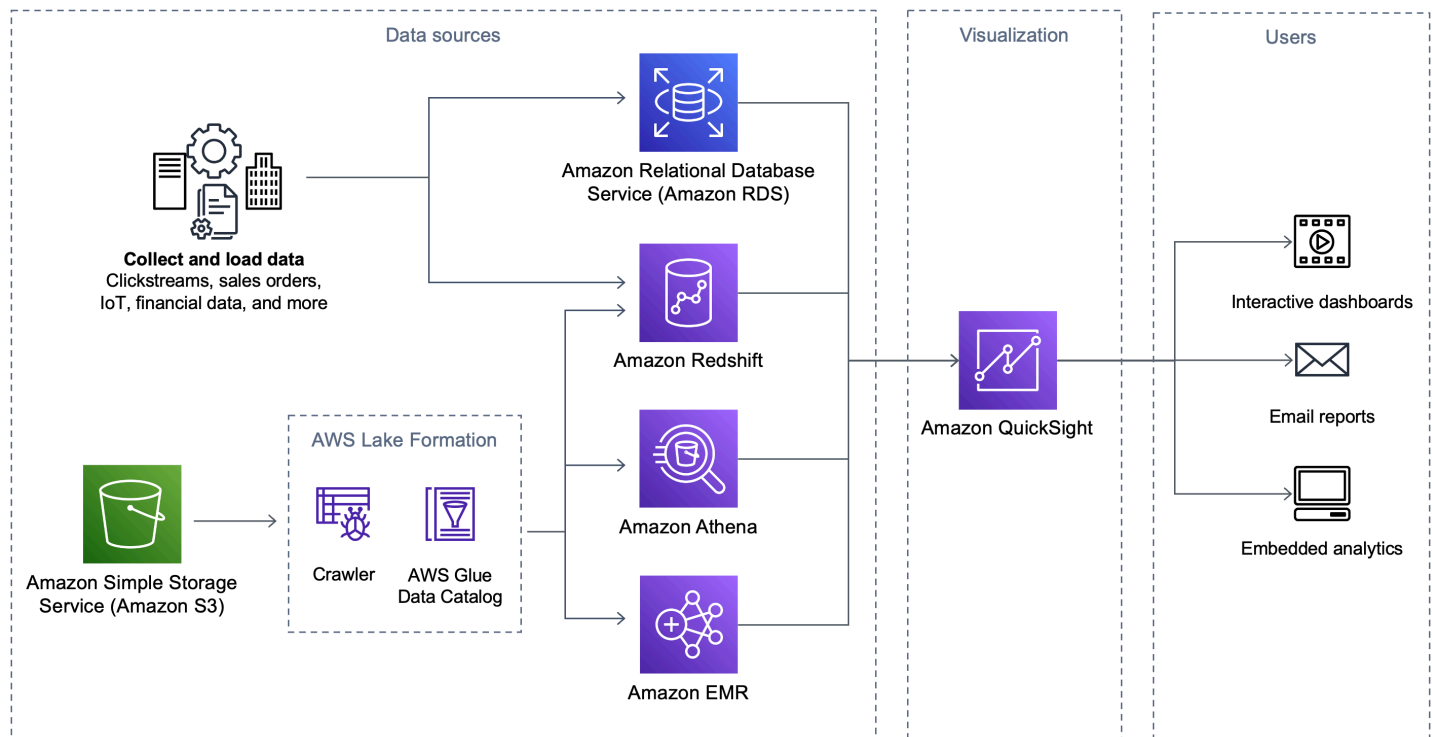 Data sources
Visualization
Users
Amazon Relational Database
Service (Amazon RDS)
Collect and load data
Clickstreams, sales orders,
IoT, financial data, and more
Interactive dashboards
Amazon Redshift
Email reports
Amazon QuickSight
AWS Lake Formation
Amazon Athena
Embedded analytics
Crawler
AWS Glue
Data Catalog
Amazon Simple Storage
Service (Amazon S3)
Amazon EMR